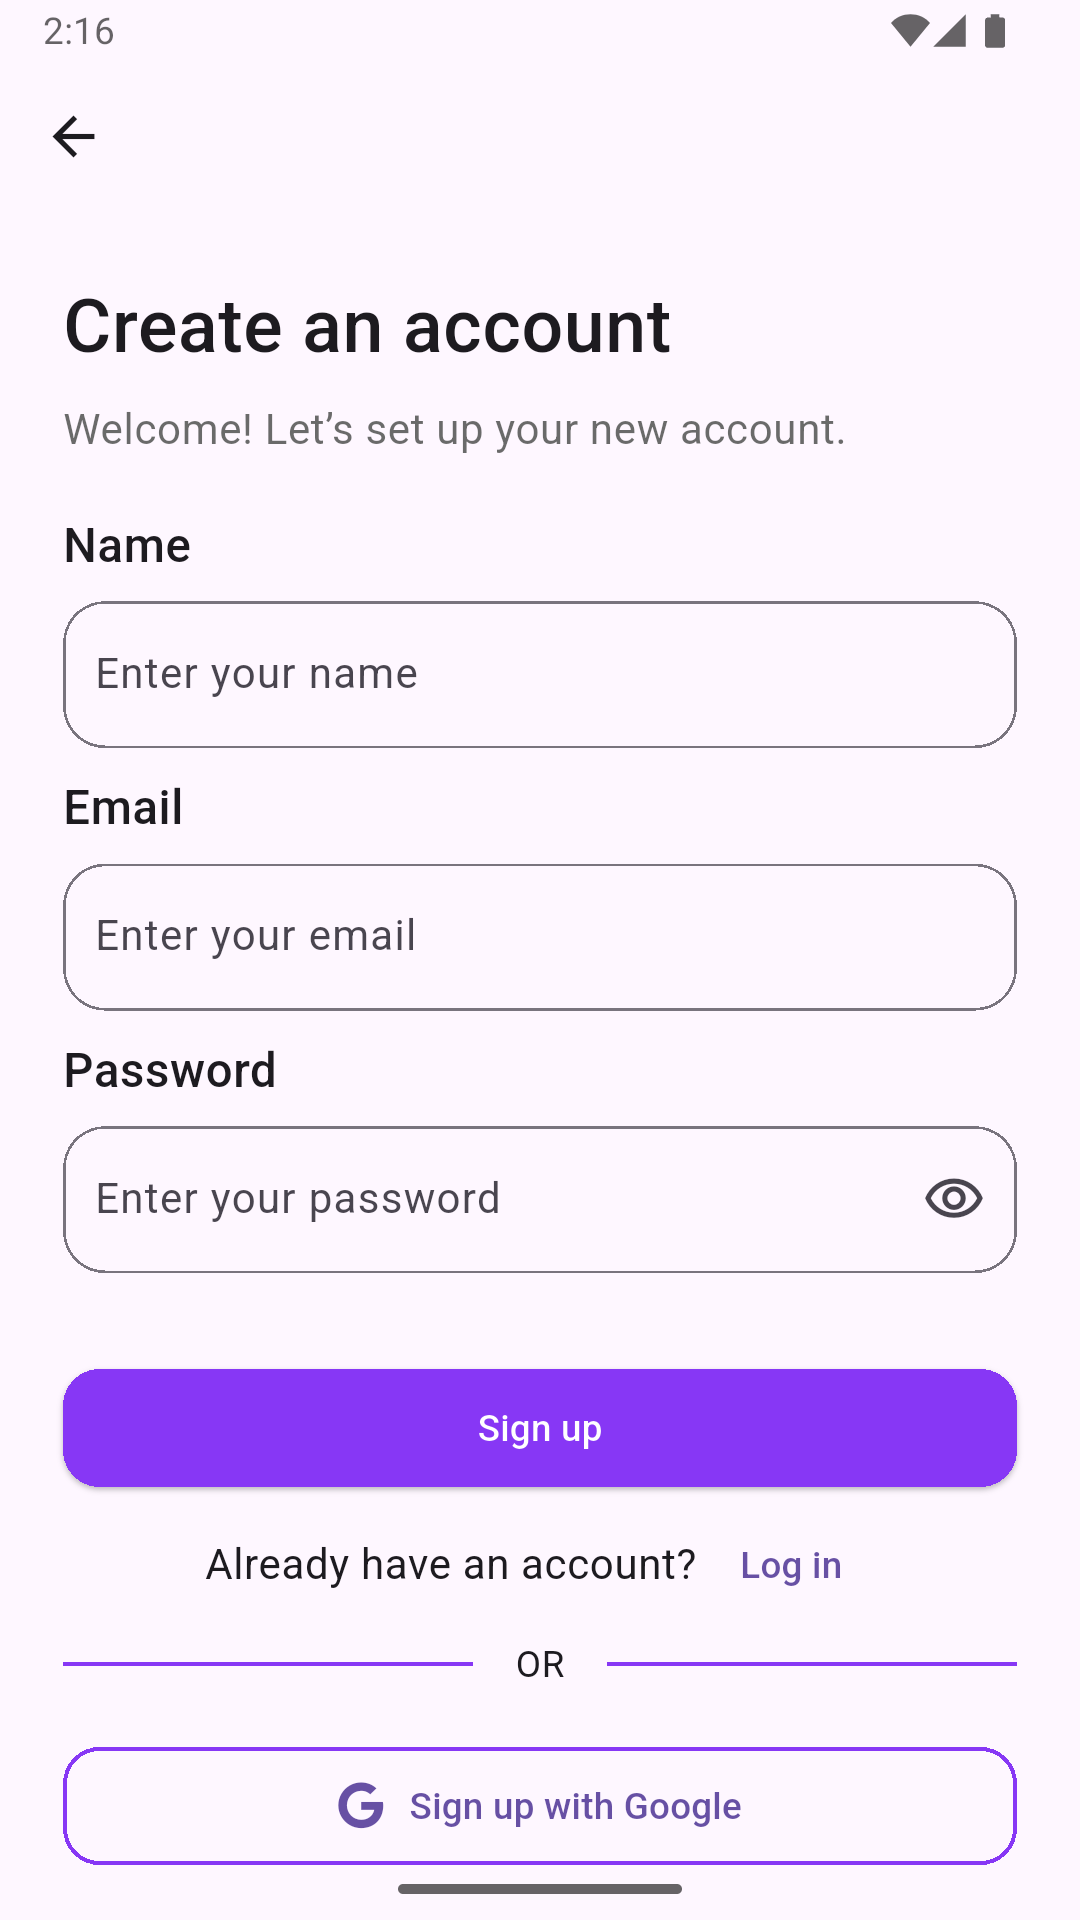 2:16
Create an account
Welcome! Let’s set up your new account.
Name
Enter your name
Email
Enter your email
Password
Enter your password
Sign up
Already have an account? Log in
OR
Sign up with Google